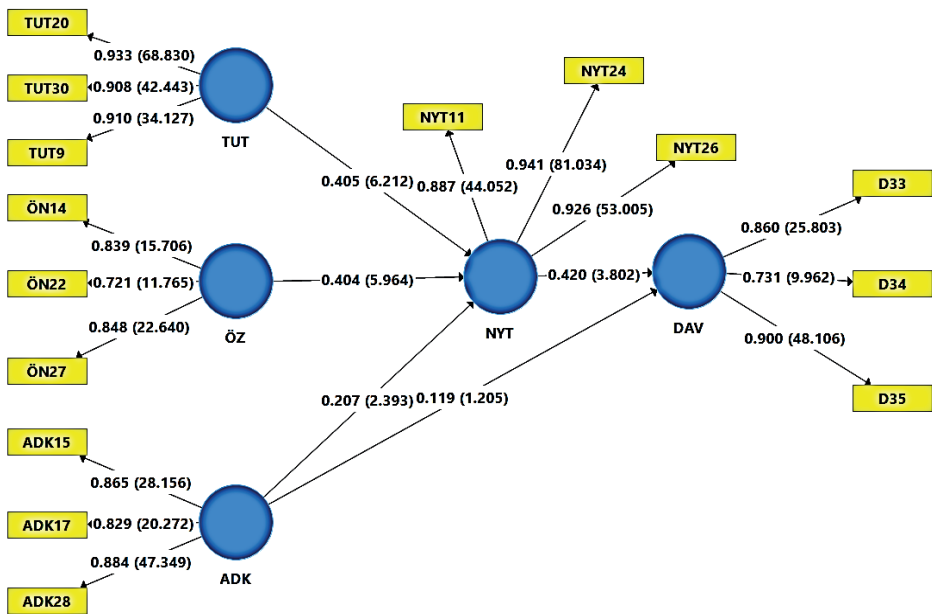 TUT20
0.933 (68.830)
TUT30
0.908 (42.443)
0.910 (34.127)
TUT9
TUT
NYT11
0.887 (44.052)
NYT24
0.941 (81.034)
NYT26
0.926 (53.005)
0.405 (6.212)
ÖN14
0.839 (15.706)
ÖN22
0.721 (11.765)
0.848 (22.640)
ÖN27
ÖZ
0.404 (5.964)
NYT
0.420 (3.802)
DAV
D33
0.860 (25.803)
0.731 (9.962)
D34
0.900 (48.106)
D35
0.207 (2.393)
0.119 (1.205)
ADK15
0.865 (28.156)
ADK17
0.829 (20.272)
0.884 (47.349)
ADK28
ADK